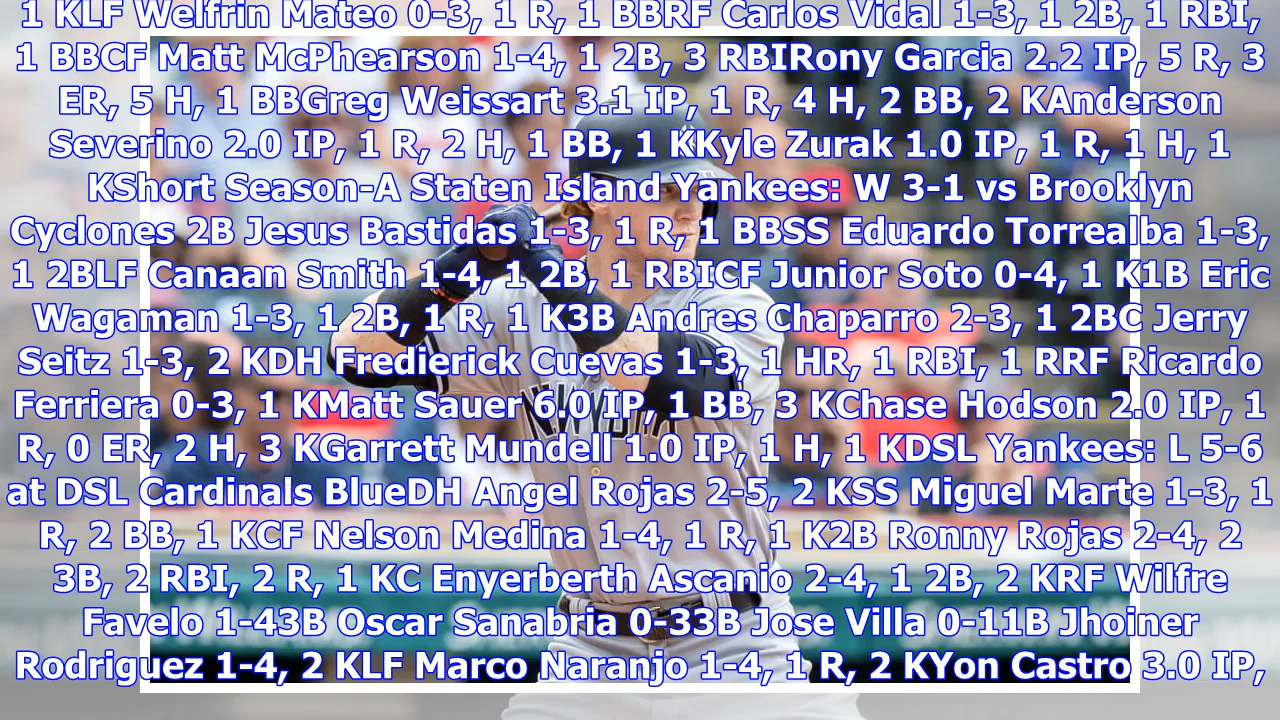 1 KLF Welfrin Mateo 0-3, 1 R, 1 BBRF Carlos Vidal 1-3, 1 2B, 1 RBI,
1 BBCF Matt McPhearson 1-4, 1 2B, 3 RBIRony Garcia 2.2 IP, 5 R, 3
ER, 5 H, 1 BBGreg Weissart 3.1 IP, 1 R, 4 H, 2 BB, 2 KAnderson
Severino 2.0 IP, 1 R, 2 H, 1 BB, 1 KKyle Zurak 1.0 IP, 1 R, 1 H, 1
KShort Season-A Staten Island Yankees: W 3-1 vs Brooklyn
Cyclones 2B Jesus Bastidas 1-3, 1 R, 1 BBSS Eduardo Torrealba 1-3,
1 2BLF Canaan Smith 1-4, 1 2B, 1 RBICF Junior Soto 0-4, 1 K1B Eric
Wagaman 1-3, 1 2B, 1 R, 1 K3B Andres Chaparro 2-3, 1 2BC Jerry
Seitz 1-3, 2 KDH Fredierick Cuevas 1-3, 1 HR, 1 RBI, 1 RRF Ricardo
Ferriera 0-3, 1 KMatt Sauer 6.0 IP, 1 BB, 3 KChase Hodson 2.0 IP, 1
R, 0 ER, 2 H, 3 KGarrett Mundell 1.0 IP, 1 H, 1 KDSL Yankees: L 5-6
at DSL Cardinals BlueDH Angel Rojas 2-5, 2 KSS Miguel Marte 1-3, 1
R, 2 BB, 1 KCF Nelson Medina 1-4, 1 R, 1 K2B Ronny Rojas 2-4, 2
3B, 2 RBI, 2 R, 1 KC Enyerberth Ascanio 2-4, 1 2B, 2 KRF Wilfre
Favelo 1-43B Oscar Sanabria 0-33B Jose Villa 0-11B Jhoiner
Rodriguez 1-4, 2 KLF Marco Naranjo 1-4, 1 R, 2 KYon Castro 3.0 IP,
NEW YORK